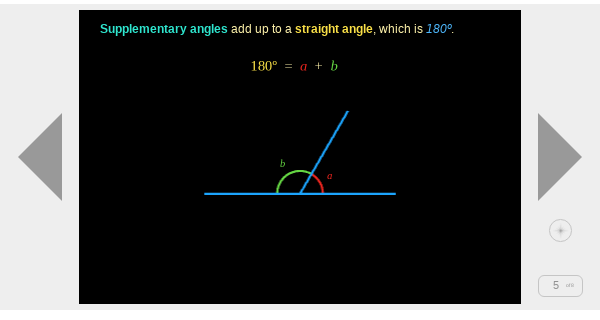 Supplementary angles add up to a straight angle, which is 180º.
180° = a + b
b
a
5